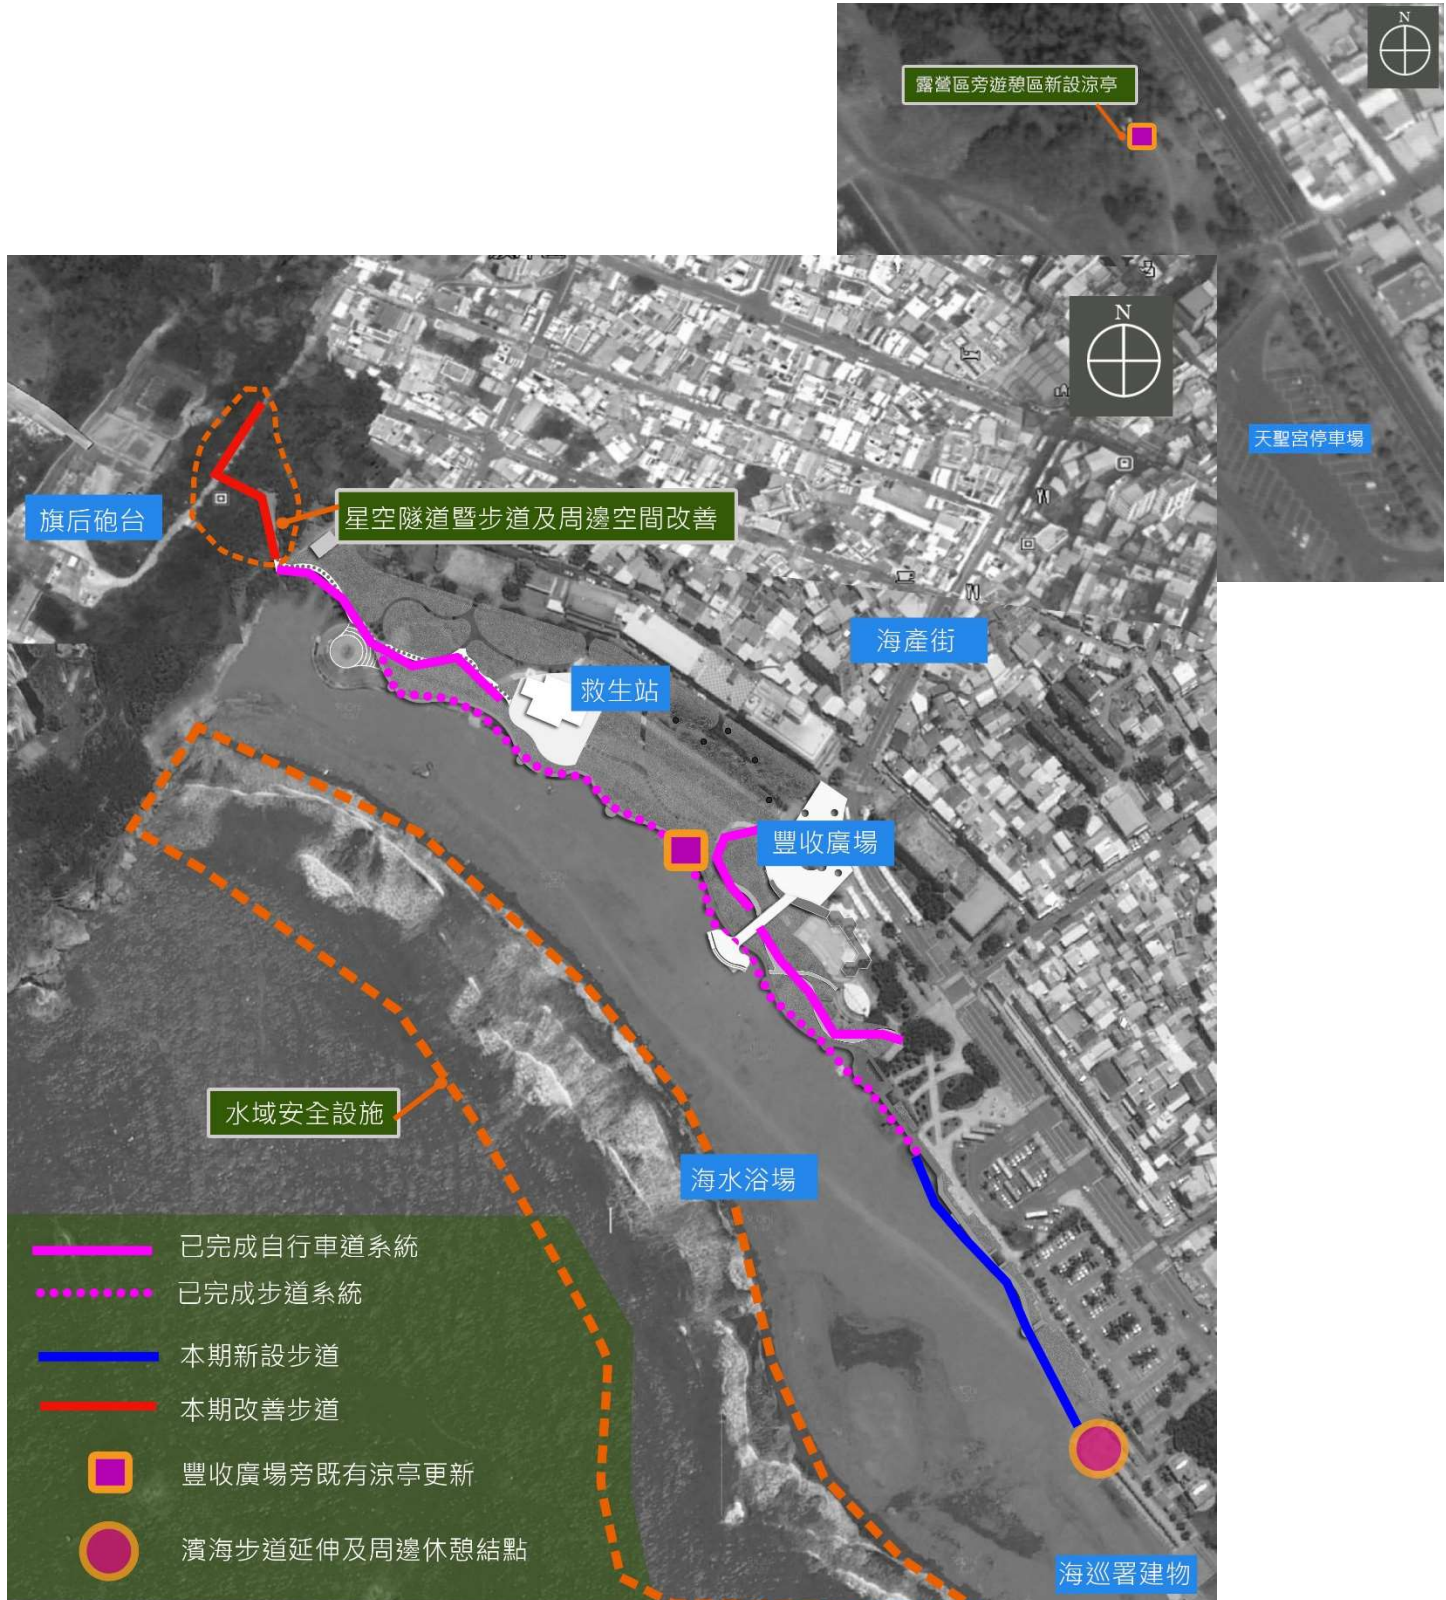 N
露營區旁遊憩區新設涼亭
天聖宮停車場
N
旗后砲台
星空隧道暨步道及周邊空間改善
海產街
救生站
豐收廣場
水域安全設施
海水浴場
已完成自行車道系統
已完成步道系統
本期新設步道
本期改善步道
豐收廣場旁既有涼亭更新
濱海步道延伸及周邊休憩結點
海巡署建物